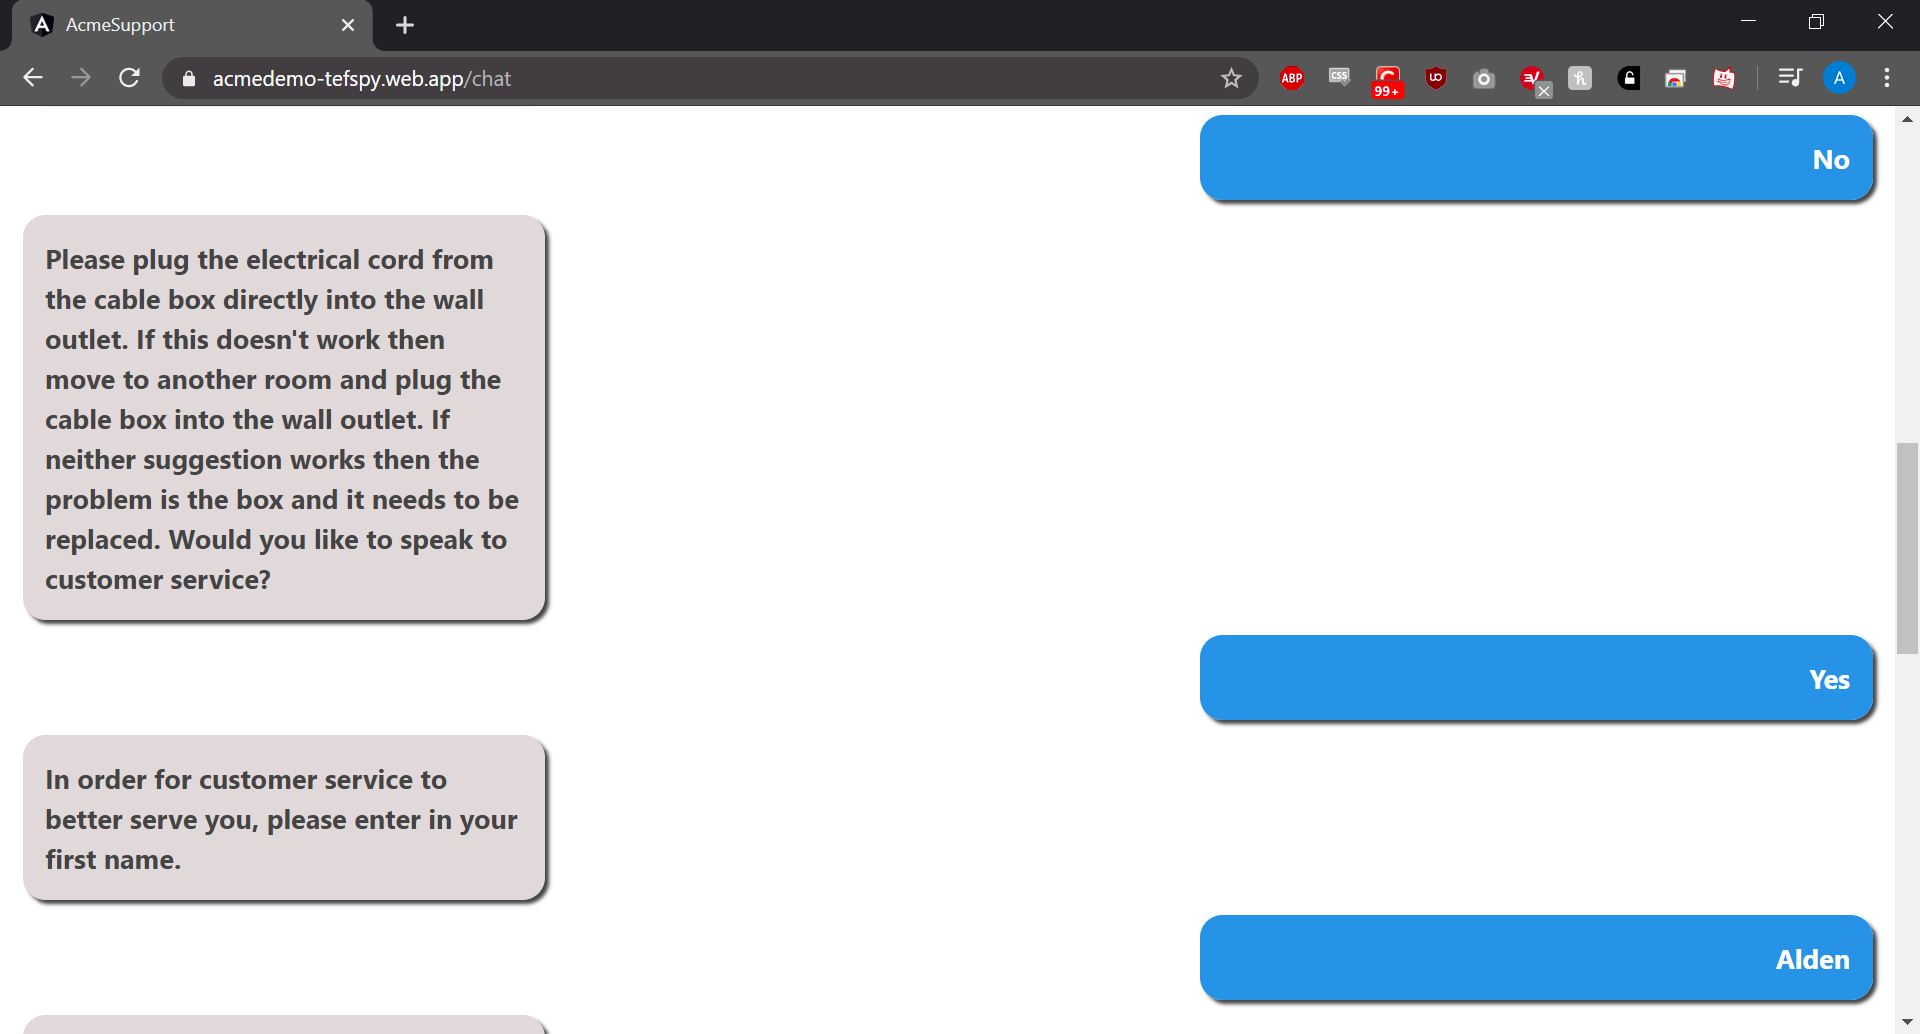 AcmeSupport
acmedemo-tefspy.web.app/chat
ABP
CSS
99+
A
No
Please plug the electrical cord from
the cable box directly into the wall
outlet. If this doesn't work then
move to another room and plug the
cable box into the wall outlet. If
neither suggestion works then the
problem is the box and it needs to be
replaced. Would you like to speak to
customer service?
Yes
In order for customer service to
better serve you, please enter in your
first name.
Alden